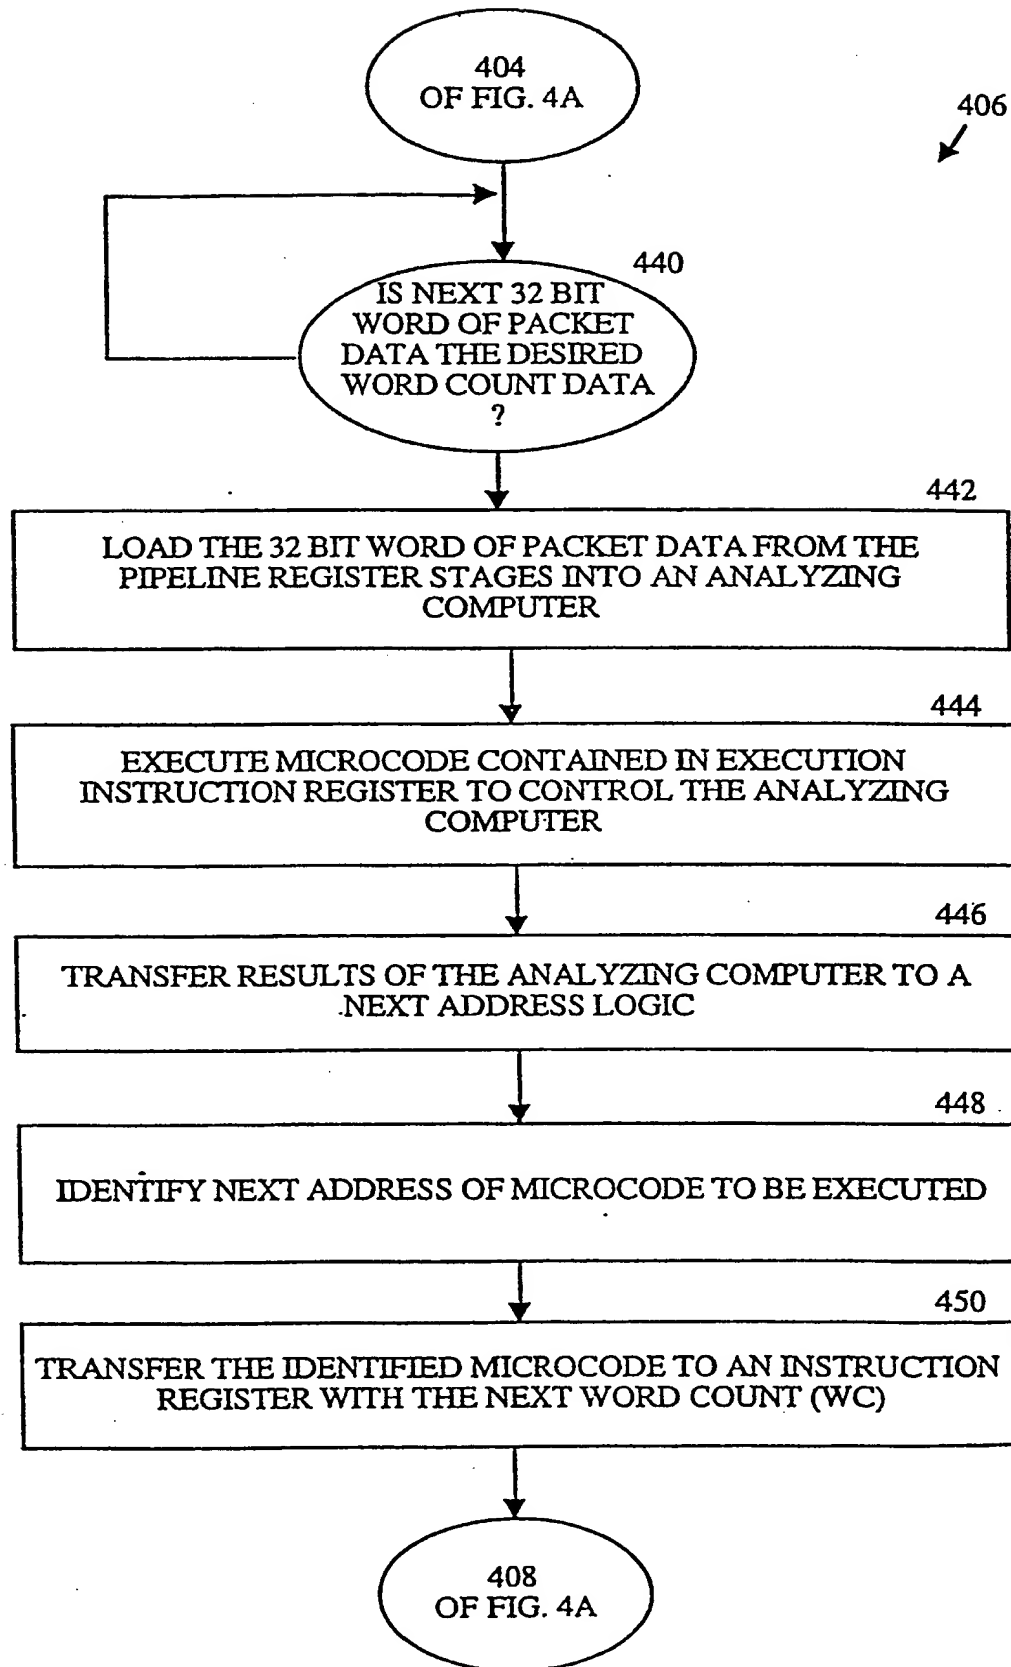 404
OF FIG. 4A
406
440
IS NEXT 32 BIT
WORD OF PACKET
DATA THE DESIRED
WORD COUNT DATA
?
442
LOAD THE 32 BIT WORD OF PACKET DATA FROM THE
PIPELINE REGISTER STAGES INTO AN ANALYZING
COMPUTER
444
EXECUTE MICROCODE CONTAINED IN EXECUTION
INSTRUCTION REGISTER TO CONTROL THE ANALYZING
COMPUTER
446
TRANSFER RESULTS OF THE ANALYZING COMPUTER TO A
NEXT ADDRESS LOGIC
448
IDENTIFY NEXT ADDRESS OF MICROCODE TO BE EXECUTED
450
TRANSFER THE IDENTIFIED MICROCODE TO AN INSTRUCTION
REGISTER WITH THE NEXT WORD COUNT (WC)
408
OF FIG. 4A